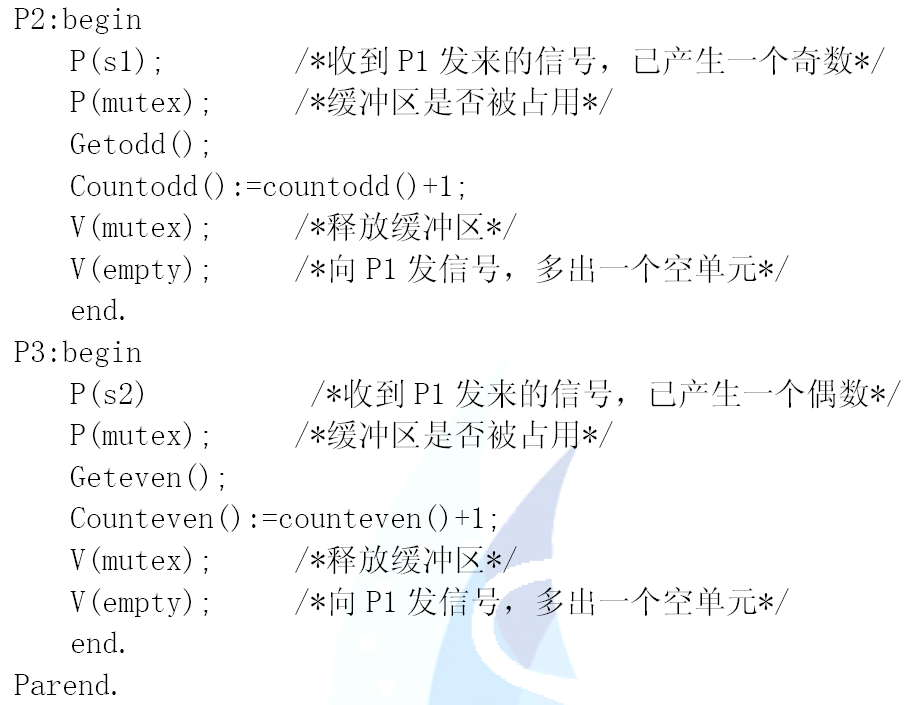 P2:begin
P(s1); /*收到 P1 发来的信号，已产生一个奇数*/
P(mutex); /*缓冲区是否被占用*/
Getodd();
Countodd():=countodd()+1;
V(mutex); /*释放缓冲区*/
V(empty); /*向 P1 发信号，多出一个空单元*/
end.
P3:begin
P(s2) /*收到 P1 发来的信号，已产生一个偶数*/
P(mutex); /*缓冲区是否被占用*/
Geteven();
Counteven():=counteven()+1;
V(mutex); /*释放缓冲区*/
V(empty); /*向 P1 发信号，多出一个空单元*/
end.
Parend.